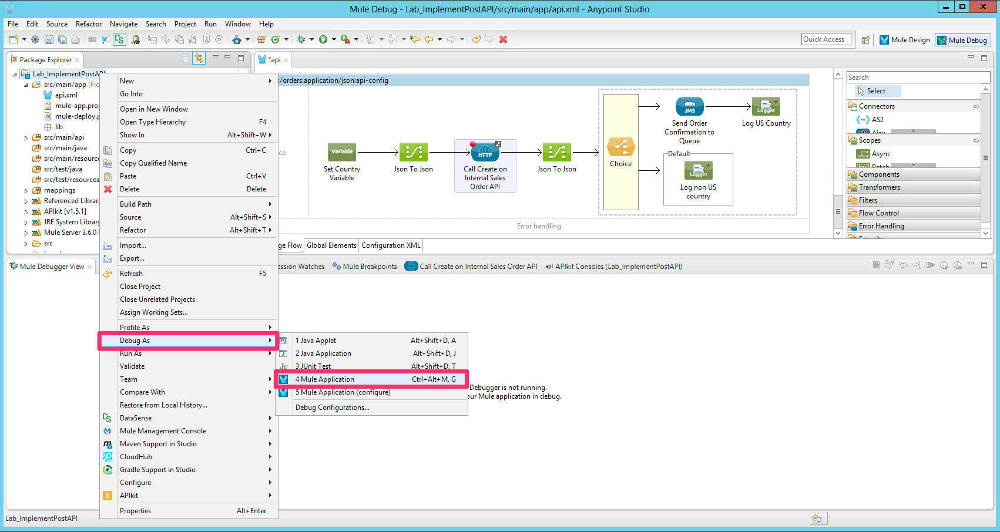 Mule Debug - Lab_ImplementPostAPI/src/main/app/api.xml - Anypoint Studio
File Edit Source Refactor Navigate Search Project Run Window Help
Quick Access
Mule Design
Mule Debug
Package Explorer
Lab_ImplementPostAPI
src/main/app (Flo
api.xml
mule-app.prop
mule-deploy.p
lib
src/main/api
src/main/java
src/main/resource
src/test/java
src/test/resources
mappings
Referenced Librari
APIkit [v1.5.1]
JRE System Library
Mule Server 3.6.0
src
New
Go Into
Open in New Window
Open Type Hierarchy F4
Show In Alt+Shift+W
Copy Ctrl+C
Copy Qualified Name
Paste Ctrl+V
Delete Delete
Build Path
Source Alt+Shift+S
Refactor Alt+Shift+T
Import...
Export...
Refresh F5
Close Project
Close Unrelated Projects
Assign Working Sets...
Profile As
Debug As
Run As
Validate
Team
Compare With
Restore from Local History...
DataSense
Mule Management Console
Maven Support in Studio
CloudHub
Gradle Support in Studio
Configure
APIkit
Properties Alt+Enter
1 Java Applet Alt+Shift+D, A
2 Java Application Alt+Shift+D, J
3 JUnit Test Alt+Shift+D, T
4 Mule Application Ctrl+Alt+M, G
5 Mule Application (configure)
Debug Configurations...
*api
:/orders:application/json:api-config
ce
Variable
Set Country
Variable
Json To Json
HTTP
Call Create on
Internal Sales
Order API
Json To Json
Choice
JMS
Send Order
Confirmation to
Queue
Logger
Log US Country
Default
Logger
Log non US
country
Error handling
ge Flow
Global Elements
Configuration XML
Search
Select
Connectors
AS2
Ajax
Scopes
Async
Batch
Components
Transformers
Filters
Flow Control
Error Handling
Security
Mule Debugger View
ession Watches
Mule Breakpoints
Call Create on Internal Sales Order API
api APIkit Consoles (Lab_ImplementPostAPI)
Debugger is not running.
our Mule application in debug.
Lab_ImplementPostAPI